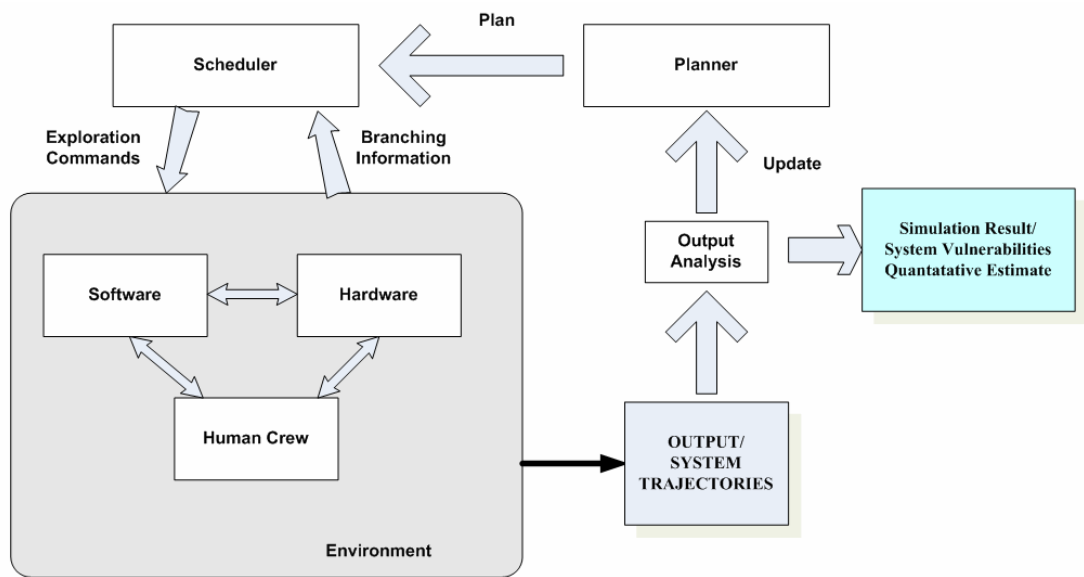 Plan
Scheduler
Planner
Exploration
Commands
Branching
Information
Update
Simulation Result/
System Vulnerabilities
Quantatative Estimate
Output
Analysis
Software
Hardware
Human Crew
OUTPUT/
SYSTEM
TRAJECTORIES
Environment